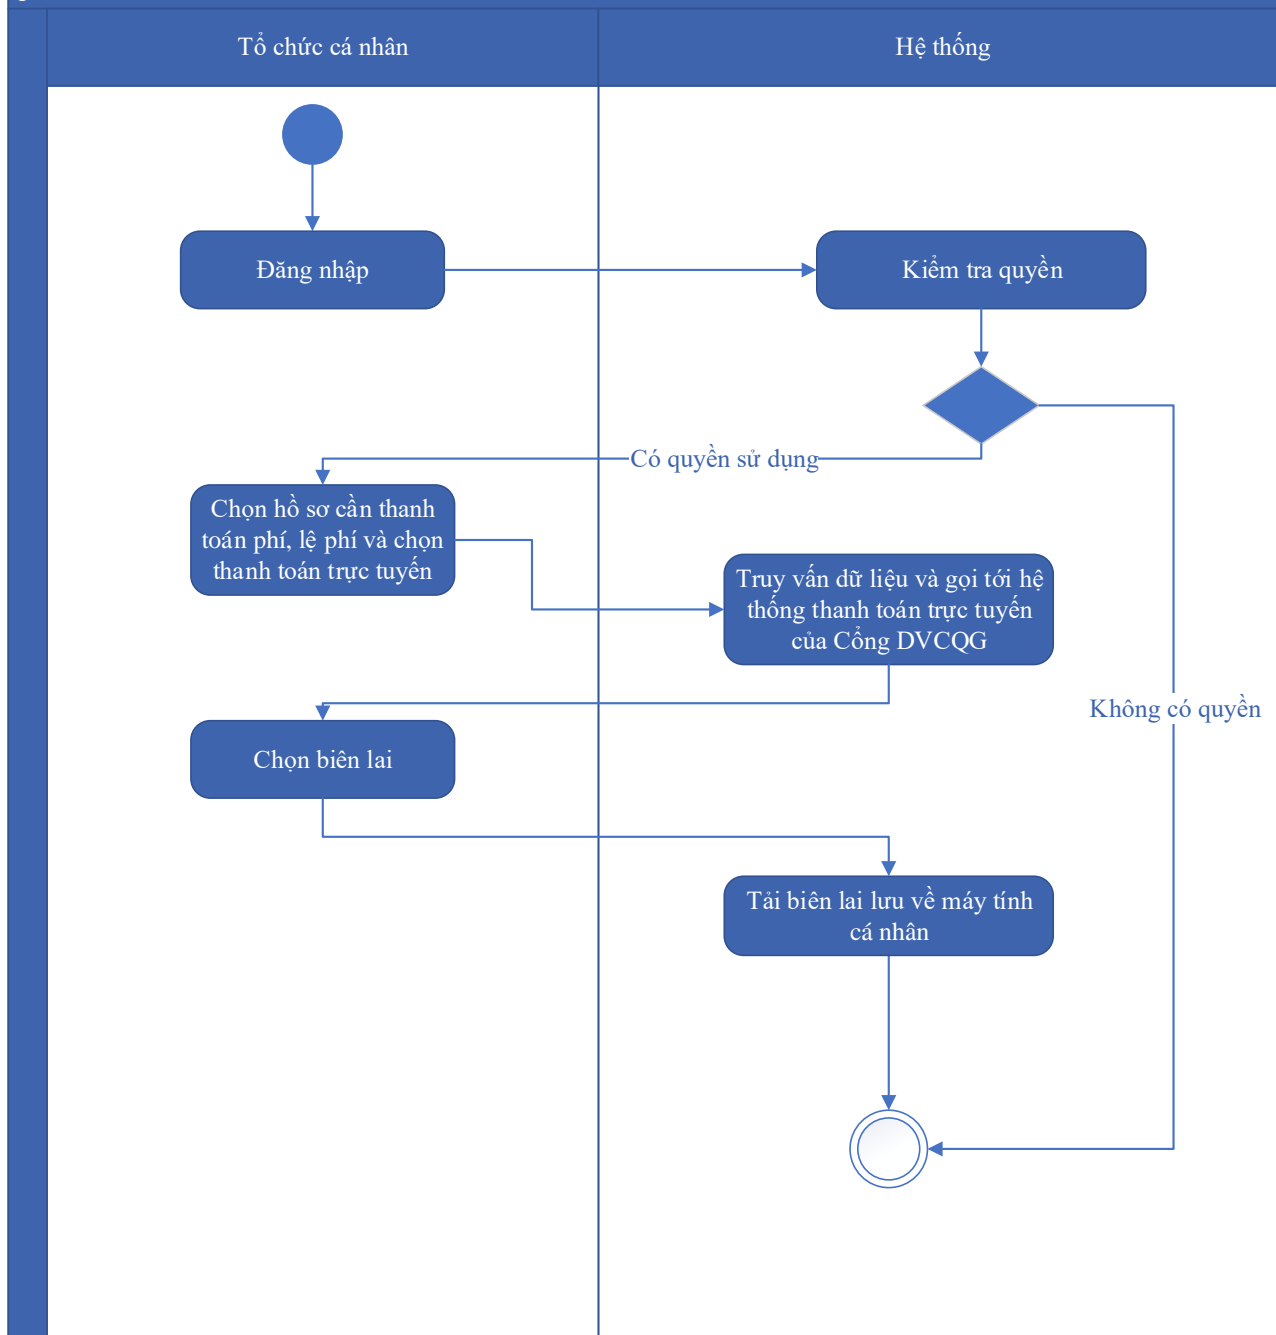 Tổ chức cá nhân
Hệ thống
Đăng nhập
Kiểm tra quyền
Có quyền sử dụng
Chọn hồ sơ cần thanh
toán phí, lệ phí và chọn
thanh toán trực tuyến
Truy vấn dữ liệu và gọi tới hệ
thống thanh toán trực tuyến
của Cổng DVCQG
Không có quyền
Chọn biên lai
Tải biên lai lưu về máy tính
cá nhân